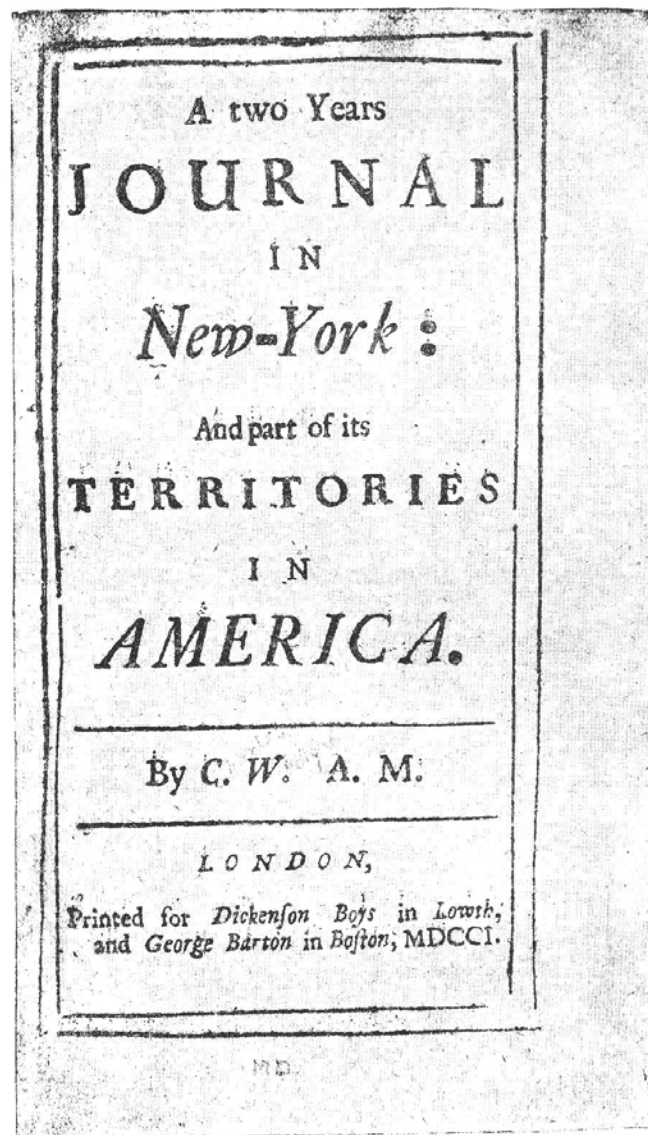 A two Years
JOURNAL
IN
New-York :
And part of its
TERRITORIES
IN
AMERICA.
By C. W. A. M.
LONDON,
Printed for Dickenſon Boys in Lowth,
and George Barton in Boſton, MDCCI.